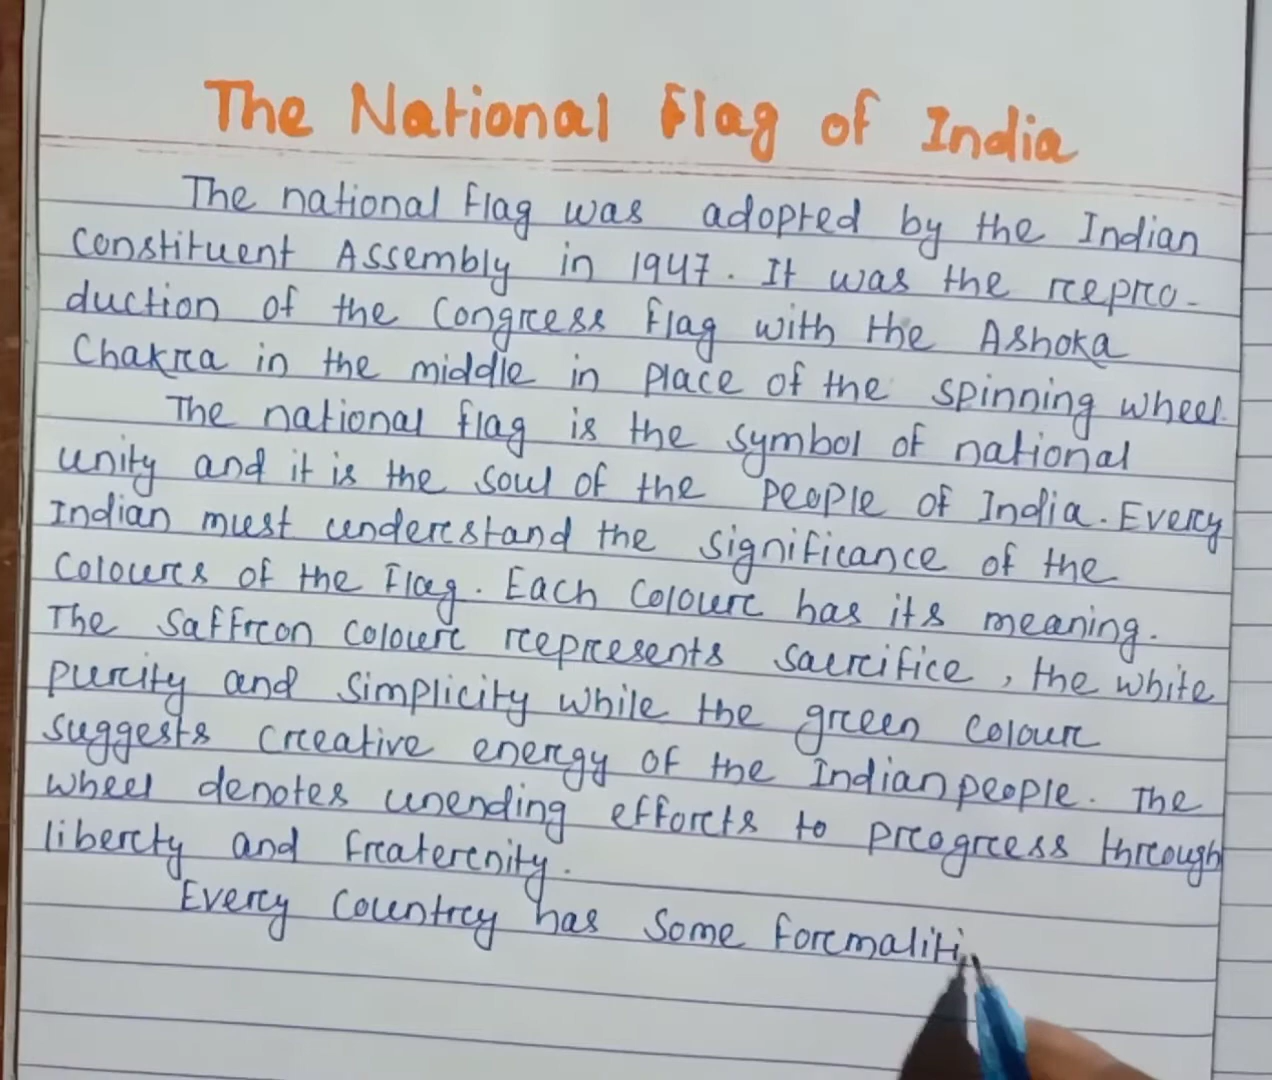 The National Flag of India
The national flag was adopted by the Indian
Constituent Assembly in 1947. It was the repro-
duction of the Congress flag with the Ashoka
Chakra in the middle in place of the spinning wheel.
The national flag is the symbol of national
unity and it is the soul of the people of India. Every
Indian must understand the significance of the
colours of the Flag. Each colour has its meaning.
The Saffron colour represents sacrifice, the white
purity and simplicity while the green colour
suggests creative energy of the Indian people. The
wheel denotes unending efforts to progress through
liberty and fraternity.
Every country has some formaliti